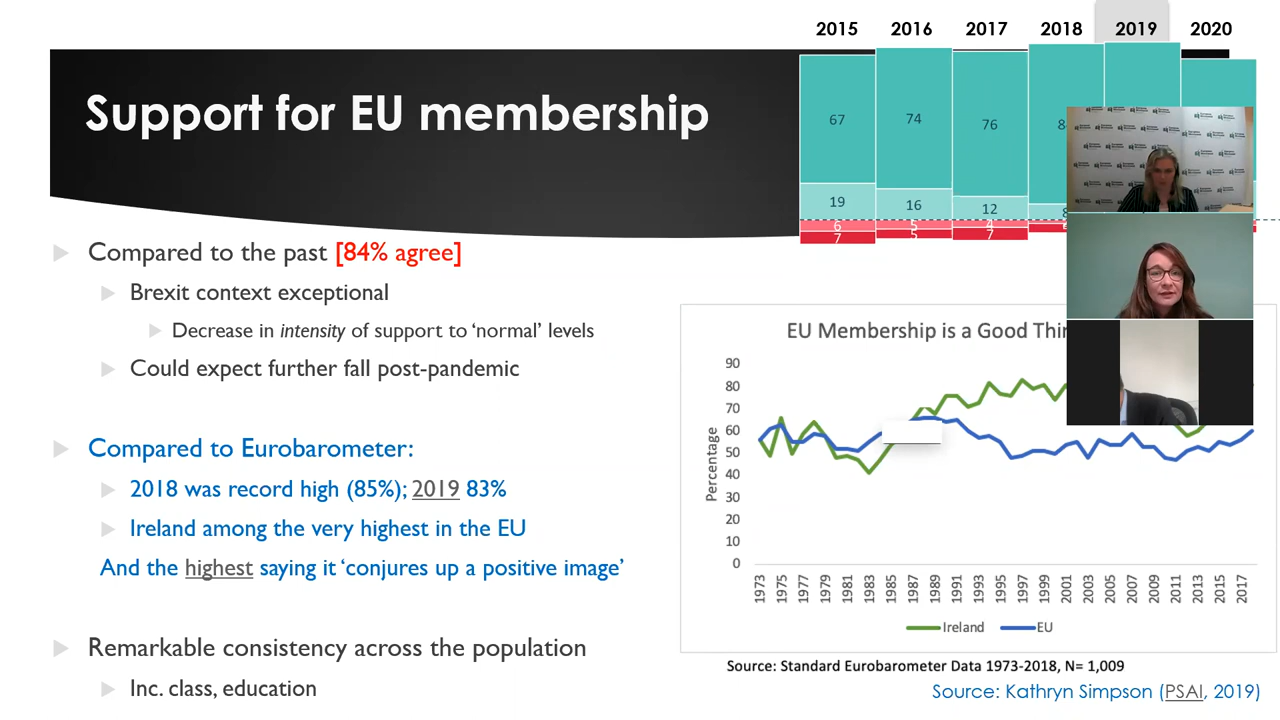 2015 2016 2017 2018 2019 2020
Support for EU membership
67 74 76
19 16 12
6 5 4
7 5 7
Compared to the past [84% agree]
Brexit context exceptional
Decrease in intensity of support to ‘normal’ levels
Could expect further fall post-pandemic
Compared to Eurobarometer:
2018 was record high (85%); 2019 83%
Ireland among the very highest in the EU
And the highest saying it ‘conjures up a positive image’
Remarkable consistency across the population
Inc. class, education
EU Membership is a Good
Percentage
90
80
70
60
50
40
30
20
10
0
1973 1975 1977 1979 1981 1983 1985 1987 1989 1991 1993 1995 1997 1999 2001 2003 2005 2007 2009 2011 2013 2015 2017
Ireland EU
Source: Standard Eurobarometer Data 1973-2018, N= 1,009
Source: Kathryn Simpson (PSAI, 2019)